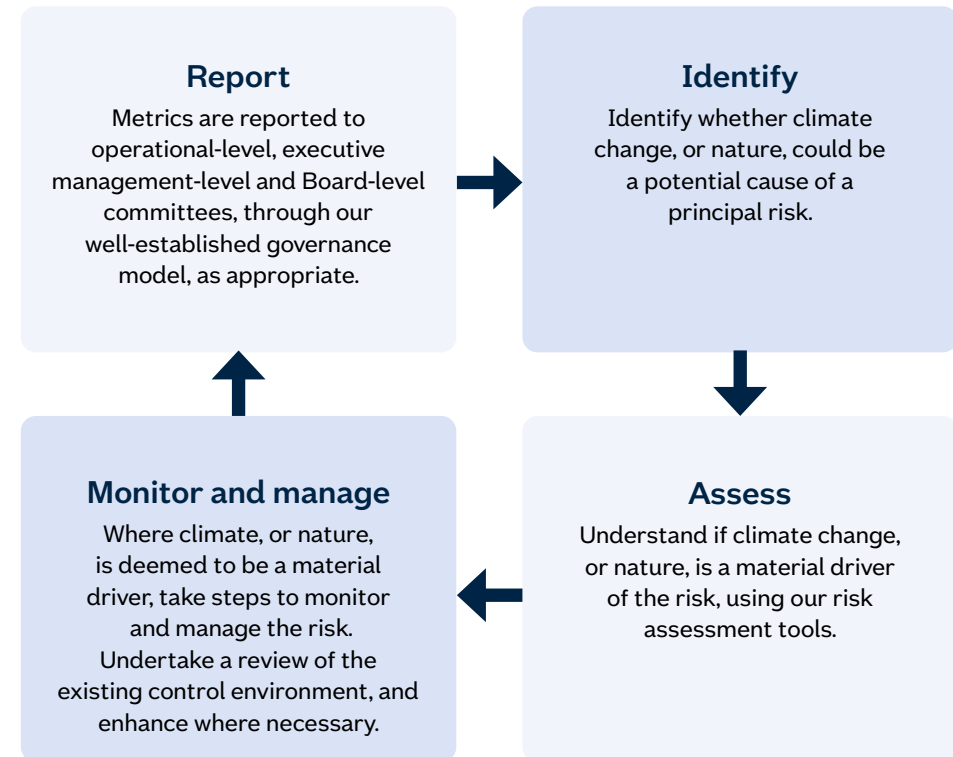 Report
Metrics are reported to
operational-level, executive
management-level and Board-level
committees, through our
well-established governance
model, as appropriate.
Identify
Identify whether climate
change, or nature, could be
a potential cause of a
principal risk.
Monitor and manage
Where climate, or nature,
is deemed to be a material
driver, take steps to monitor
and manage the risk.
Undertake a review of the
existing control environment, and
enhance where necessary.
Assess
Understand if climate change,
or nature, is a material driver
of the risk, using our risk
assessment tools.